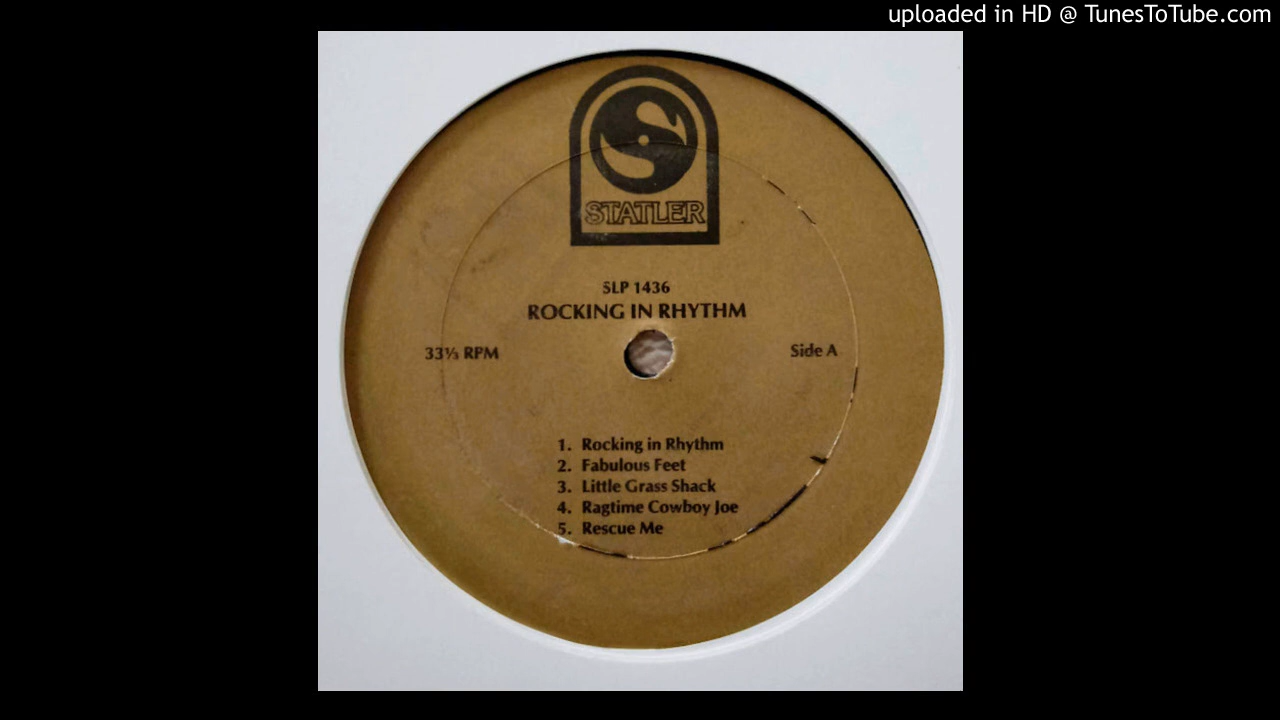 uploaded in HD @ TunesToTube.com
STATLER
SLP 1436
ROCKING IN RHYTHM
33⅓ RPM
Side A
1. Rocking in Rhythm
2. Fabulous Feet
3. Little Grass Shack
4. Ragtime Cowboy Joe
5. Rescue Me